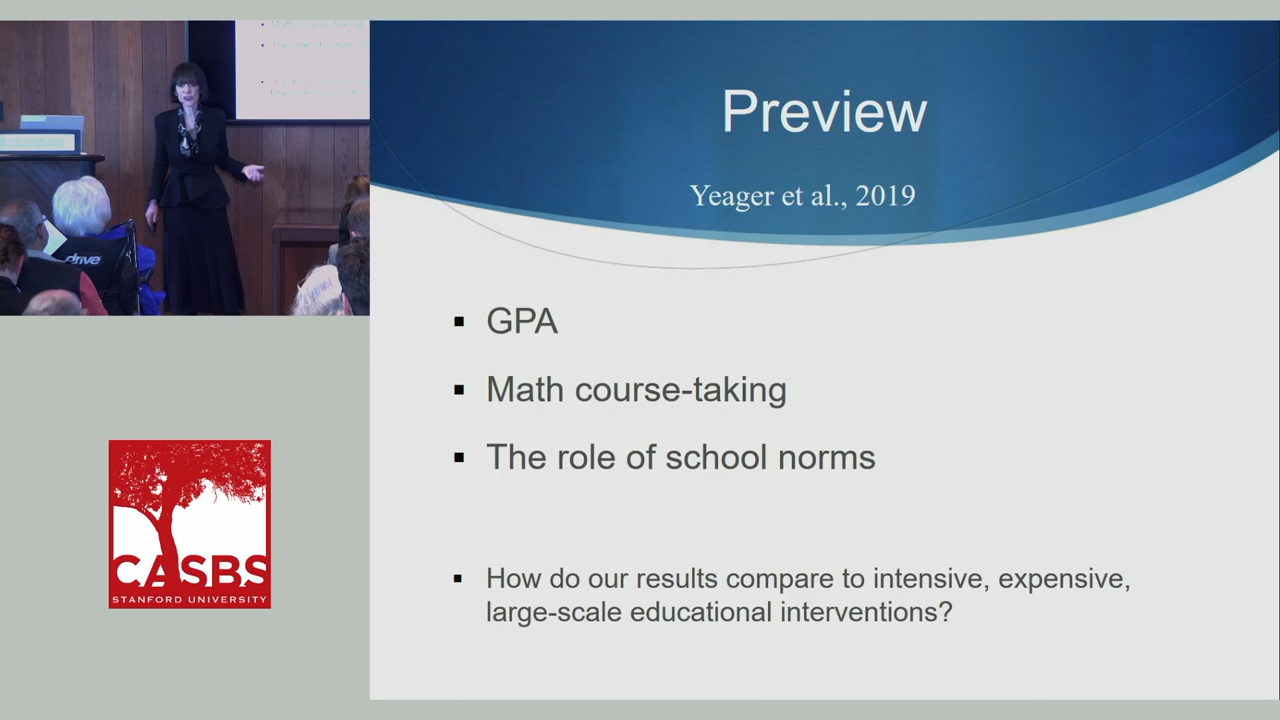 Preview
Yeager et al., 2019
GPA
Math course-taking
The role of school norms
How do our results compare to intensive, expensive,
large-scale educational interventions?
drive
CASBS
STANFORD UNIVERSITY